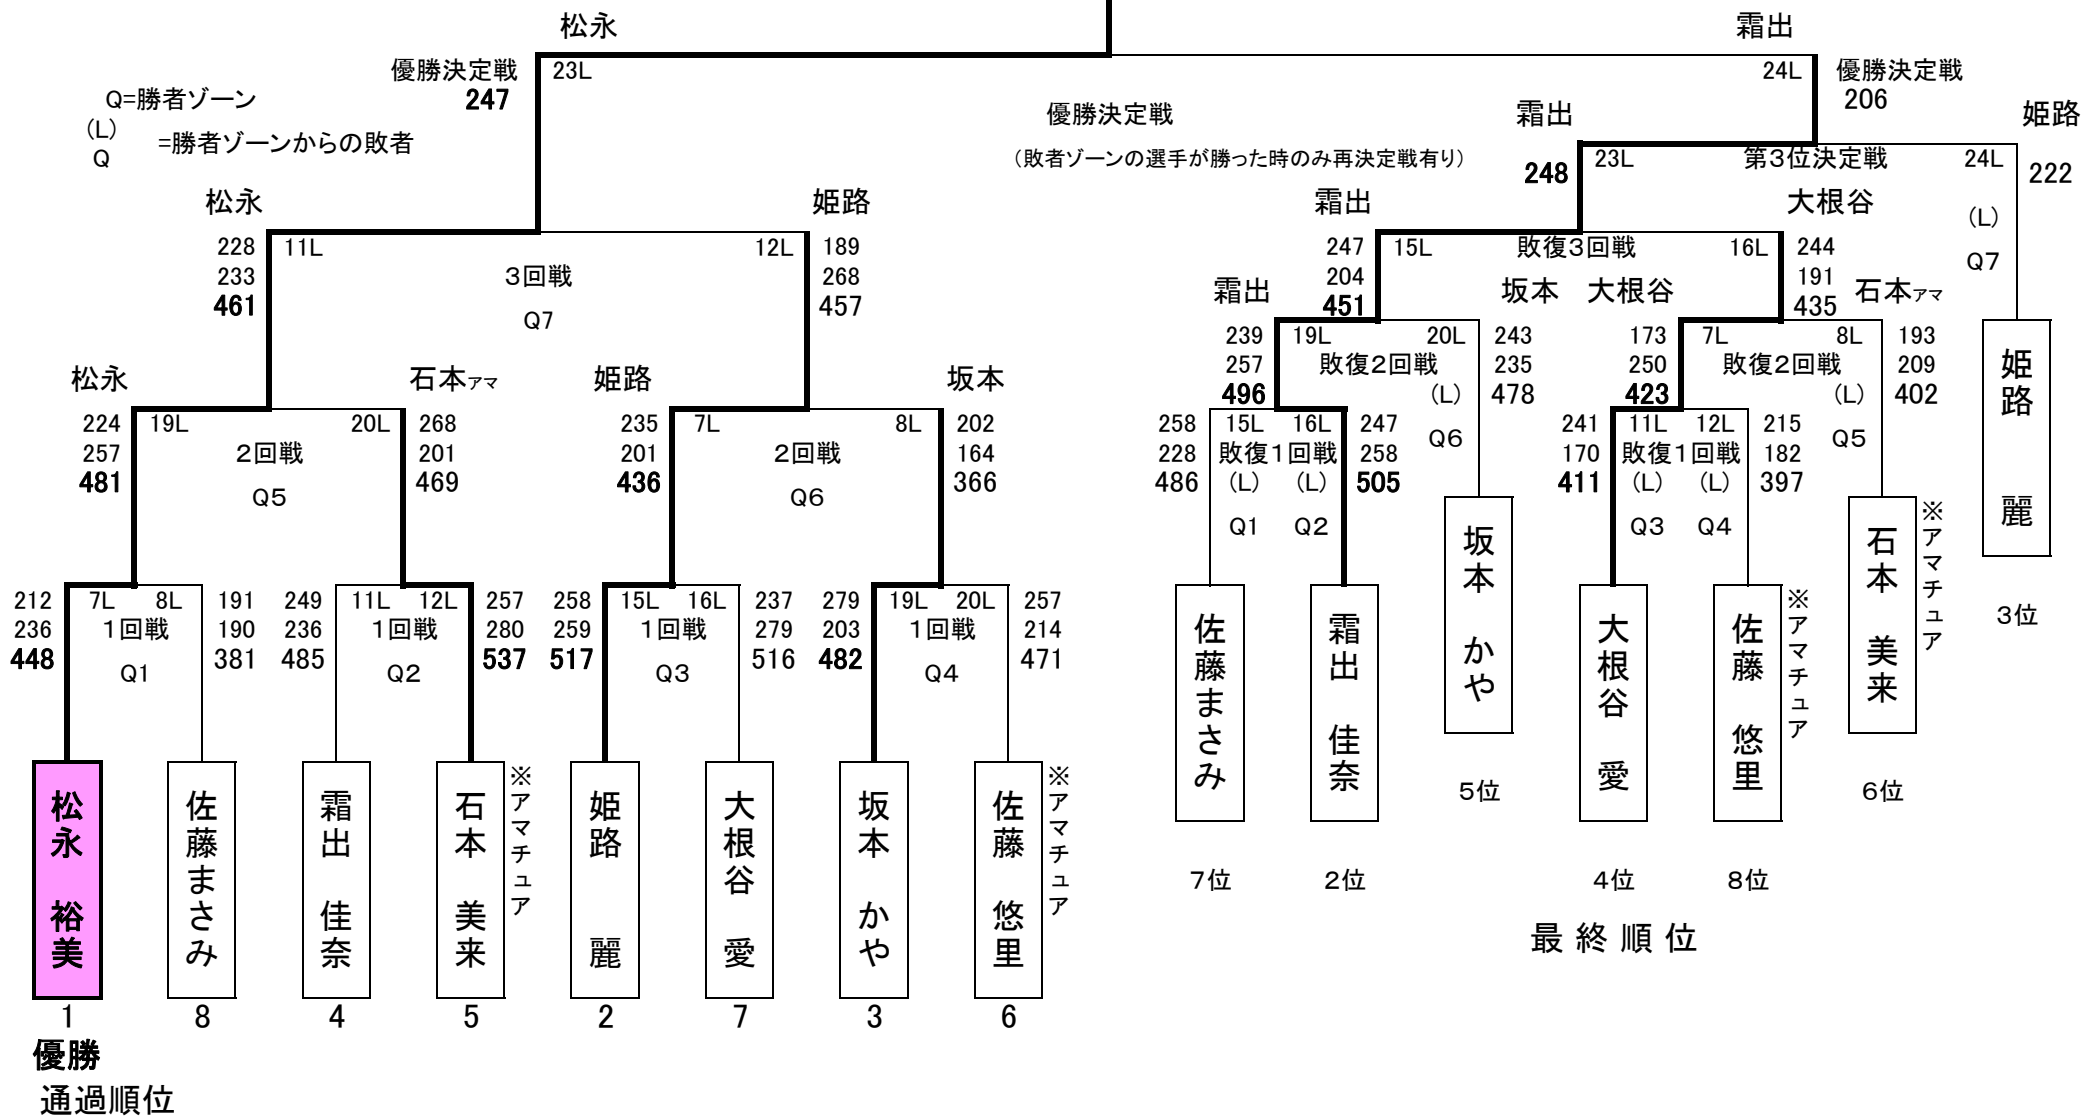 松永
霜出
優勝決定戦
23L
247
24L
優勝決定戦
206
Q=勝者ゾーン
(L)
Q
=勝者ゾーンからの敗者
優勝決定戦
(敗者ゾーンの選手が勝った時のみ再決定戦有り)
霜出
姫路
248
23L
第3位決定戦
24L
222
松永
姫路
霜出
大根谷
(L)
Q7
228
233
461
11L
3回戦
Q7
12L
189
268
457
247
204
451
15L
敗復3回戦
16L
244
191
435
霜出
坂本
大根谷
石本アマ
239
257
496
19L
敗復2回戦
20L
(L)
Q6
243
235
478
173
250
423
7L
敗復2回戦
8L
(L)
Q5
193
209
402
松永
石本アマ
姫路
坂本
224
257
481
19L
2回戦
Q5
20L
268
201
469
235
201
436
7L
2回戦
Q6
8L
202
164
366
258
228
486
15L
16L
敗復1回戦
(L)
(L)
Q1
Q2
247
258
505
241
170
411
11L
12L
敗復1回戦
(L)
(L)
Q3
Q4
215
182
397
212
236
448
7L
8L
1回戦
Q1
191
190
381
249
236
485
11L
12L
1回戦
Q2
257
280
537
258
259
517
15L
16L
1回戦
Q3
237
279
516
279
203
482
19L
20L
1回戦
Q4
257
214
471
松永 裕美
佐藤まさみ
霜出 佳奈
石本 美来
※アマチュア
姫路 麗
大根谷 愛
坂本 かや
佐藤 悠里
※アマチュア
佐藤まさみ
霜出 佳奈
坂本 かや
大根谷 愛
佐藤 悠里
※アマチュア
石本 美来
※アマチュア
姫路 麗
3位
5位
6位
7位
2位
4位
8位
最終順位
1
8
4
5
2
7
3
6
優勝
通過順位